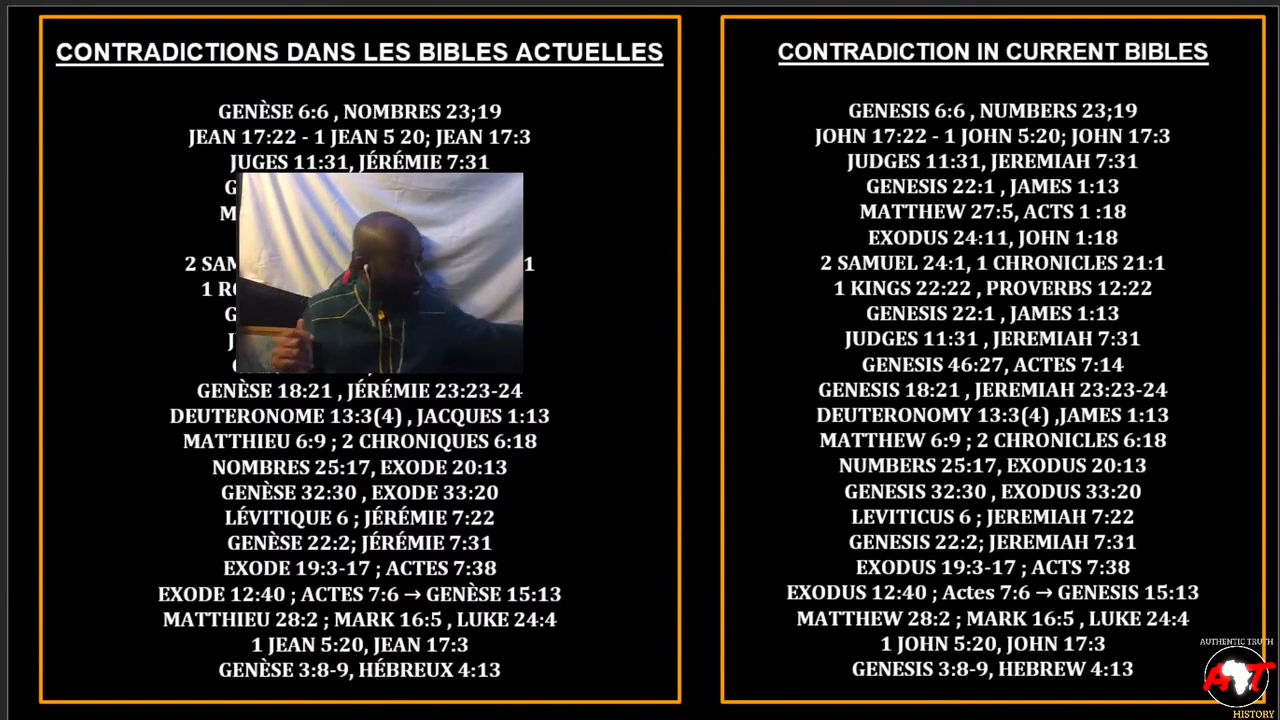 CONTRADICTIONS DANS LES BIBLES ACTUELLES
GENÈSE 6:6 , NOMBRES 23;19
JEAN 17:22 - 1 JEAN 5 20; JEAN 17:3
JUGES 11:31, JÉRÉMIE 7:31
G
M
2 SAM 1
1 R
G
J
GENÈSE 18:21 , JÉRÉMIE 23:23-24
DEUTERONOME 13:3(4) , JACQUES 1:13
MATTHIEU 6:9 ; 2 CHRONIQUES 6:18
NOMBRES 25:17, EXODE 20:13
GENÈSE 32:30 , EXODE 33:20
LÉVITIQUE 6 ; JÉRÉMIE 7:22
GENÈSE 22:2; JÉRÉMIE 7:31
EXODE 19:3-17 ; ACTES 7:38
EXODE 12:40 ; ACTES 7:6 → GENÈSE 15:13
MATTHIEU 28:2 ; MARK 16:5 , LUKE 24:4
1 JEAN 5:20, JEAN 17:3
GENÈSE 3:8-9, HÉBREUX 4:13
CONTRADICTION IN CURRENT BIBLES
GENESIS 6:6 , NUMBERS 23;19
JOHN 17:22 - 1 JOHN 5:20; JOHN 17:3
JUDGES 11:31, JEREMIAH 7:31
GENESIS 22:1 , JAMES 1:13
MATTHEW 27:5, ACTS 1 :18
EXODUS 24:11, JOHN 1:18
2 SAMUEL 24:1, 1 CHRONICLES 21:1
1 KINGS 22:22 , PROVERBS 12:22
GENESIS 22:1 , JAMES 1:13
JUDGES 11:31 , JEREMIAH 7:31
GENESIS 46:27, ACTES 7:14
GENESIS 18:21 , JEREMIAH 23:23-24
DEUTERONOMY 13:3(4) ,JAMES 1:13
MATTHEW 6:9 ; 2 CHRONICLES 6:18
NUMBERS 25:17, EXODUS 20:13
GENESIS 32:30 , EXODUS 33:20
LEVITICUS 6 ; JEREMIAH 7:22
GENESIS 22:2; JEREMIAH 7:31
EXODUS 19:3-17 ; ACTS 7:38
EXODUS 12:40 ; Actes 7:6 → GENESIS 15:13
MATTHEW 28:2 ; MARK 16:5 , LUKE 24:4
1 JOHN 5:20, JOHN 17:3
GENESIS 3:8-9, HEBREW 4:13
AUTHENTIC TRUTH
AT
HISTORY